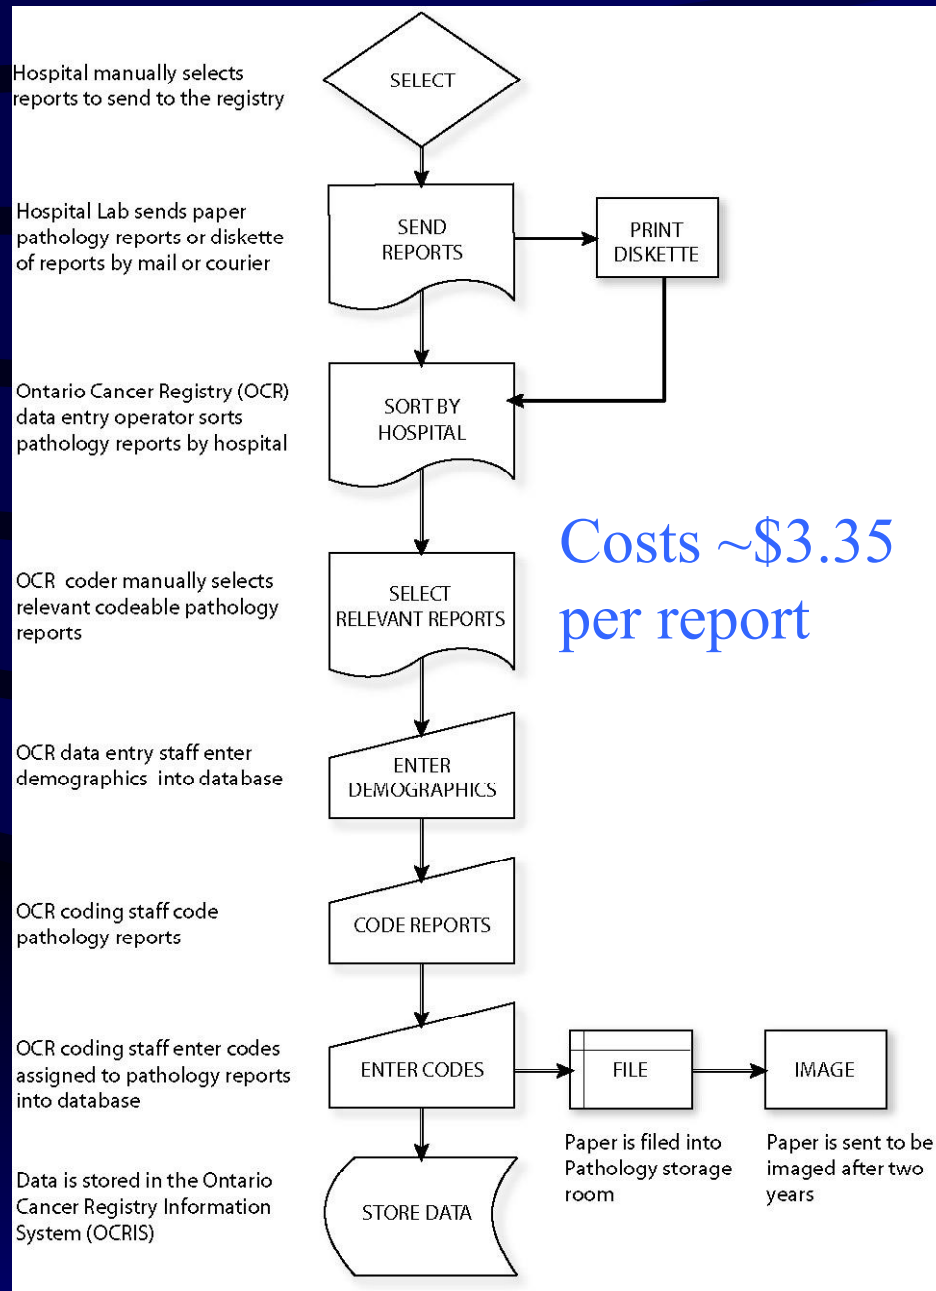 Hospital manually selects
reports to send to the registry
SELECT
Hospital Lab sends paper
pathology reports or diskette
of reports by mail or courier
SEND
REPORTS
PRINT
DISKETTE
Ontario Cancer Registry (OCR)
data entry operator sorts
pathology reports by hospital
SORT BY
HOSPITAL
Costs ~$3.35
per report
OCR coder manually selects
relevant codeable pathology
reports
SELECT
RELEVANT REPORTS
OCR data entry staff enter
demographics into database
ENTER
DEMOGRAPHICS
OCR coding staff code
pathology reports
CODE REPORTS
OCR coding staff enter codes
assigned to pathology reports
into database
ENTER CODES
FILE
IMAGE
Paper is filed into
Pathology storage
room
Paper is sent to be
imaged after two
years
Data is stored in the Ontario
Cancer Registry Information
System (OCRIS)
STORE DATA